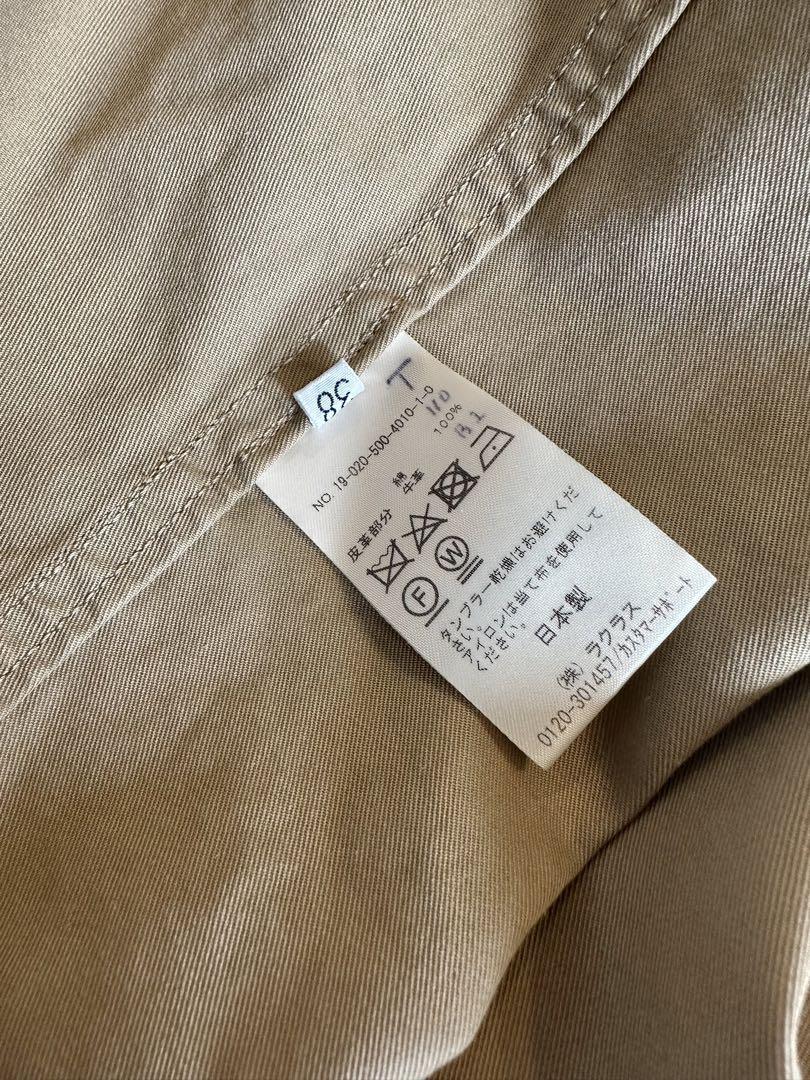 38
T
110
B 1
NO. 19-020-500-4010-1-0
綿 100%
皮革部分 牛革
F W
タンブラー乾燥はお避けくだ
さい。
アイロンは当て布を使用して
ください。
日本製
(株) ラクラス
0120-301457/カスタマーサポート